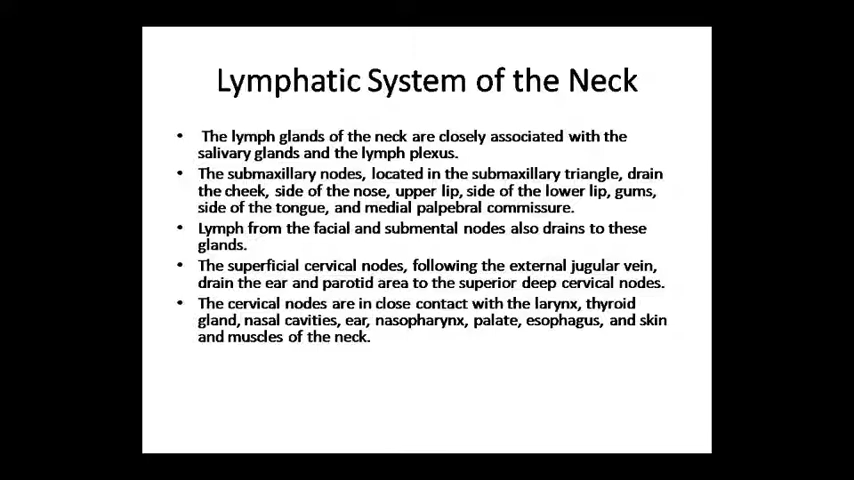 Lymphatic System of the Neck
• The lymph glands of the neck are closely associated with the
salivary glands and the lymph plexus.
• The submaxillary nodes, located in the submaxillary triangle, drain
the cheek, side of the nose, upper lip, side of the lower lip, gums,
side of the tongue, and medial palpebral commissure.
• Lymph from the facial and submental nodes also drains to these
glands.
• The superficial cervical nodes, following the external jugular vein,
drain the ear and parotid area to the superior deep cervical nodes.
• The cervical nodes are in close contact with the larynx, thyroid
gland, nasal cavities, ear, nasopharynx, palate, esophagus, and skin
and muscles of the neck.